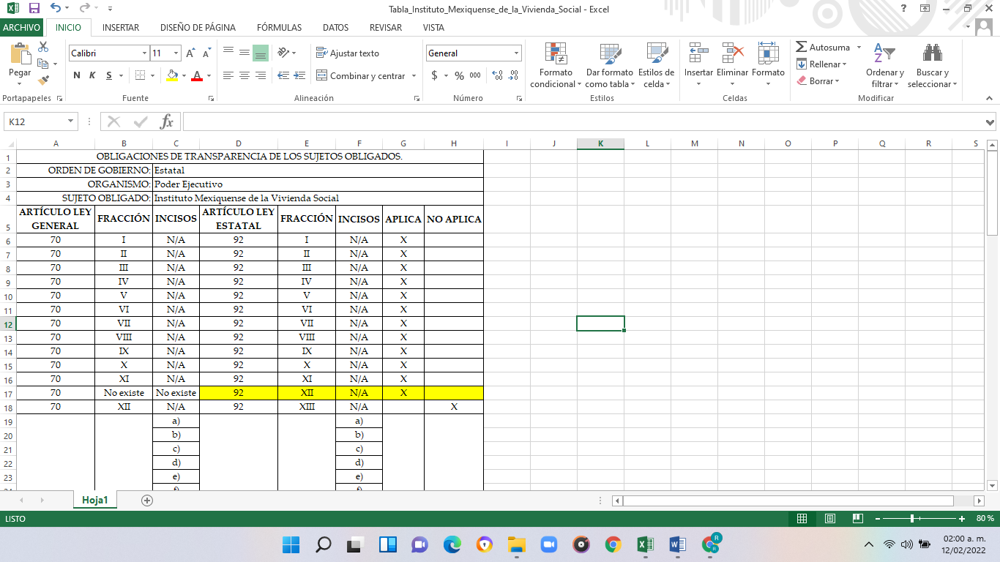 Tabla_Instituto_Mexiquense_de_la_Vivienda_Social - Excel
ARCHIVO INICIO INSERTAR DISEÑO DE PÁGINA FÓRMULAS DATOS REVISAR VISTA
Calibri 11 Ajustar texto General Autosuma
Rellenar
Pegar N K S A Combinar y centrar $ % 000 Formato condicional Dar formato como tabla Estilos de celda Insertar Eliminar Formato Borrar Ordenar y filtrar Buscar y seleccionar
Portapapeles Fuente Alineación Número Estilos Celdas Modificar
K12 fx
A B C D E F G H I J K L M N O P Q R S
1 OBLIGACIONES DE TRANSPARENCIA DE LOS SUJETOS OBLIGADOS.
2 ORDEN DE GOBIERNO: Estatal
3 ORGANISMO: Poder Ejecutivo
4 SUJETO OBLIGADO: Instituto Mexiquense de la Vivienda Social
5 ARTÍCULO LEY GENERAL FRACCIÓN INCISOS ARTÍCULO LEY ESTATAL FRACCIÓN INCISOS APLICA NO APLICA
6 70 I N/A 92 I N/A X
7 70 II N/A 92 II N/A X
8 70 III N/A 92 III N/A X
9 70 IV N/A 92 IV N/A X
10 70 V N/A 92 V N/A X
11 70 VI N/A 92 VI N/A X
12 70 VII N/A 92 VII N/A X
13 70 VIII N/A 92 VIII N/A X
14 70 IX N/A 92 IX N/A X
15 70 X N/A 92 X N/A X
16 70 XI N/A 92 XI N/A X
17 70 No existe No existe 92 XII N/A X
18 70 XII N/A 92 XIII N/A X
19 a) a)
20 b) b)
21 c) c)
22 d) d)
23 e) e)
24 f) f)
Hoja1
LISTO 80 %
02:00 a. m.
12/02/2022